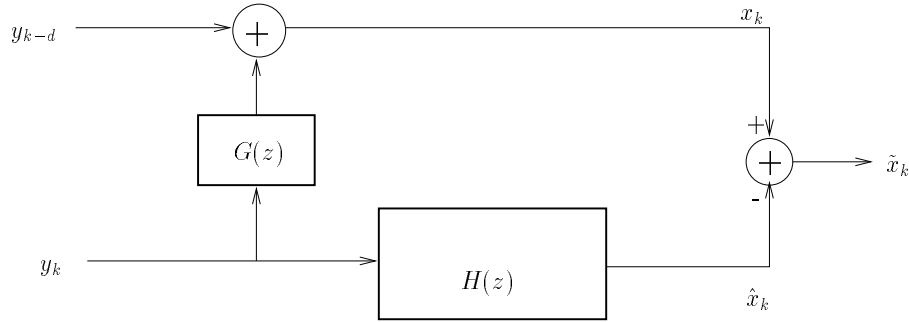 y_{k-d}
+
x_k
G(z)
+
+
x̃_k
-
y_k
H(z)
x̂_k